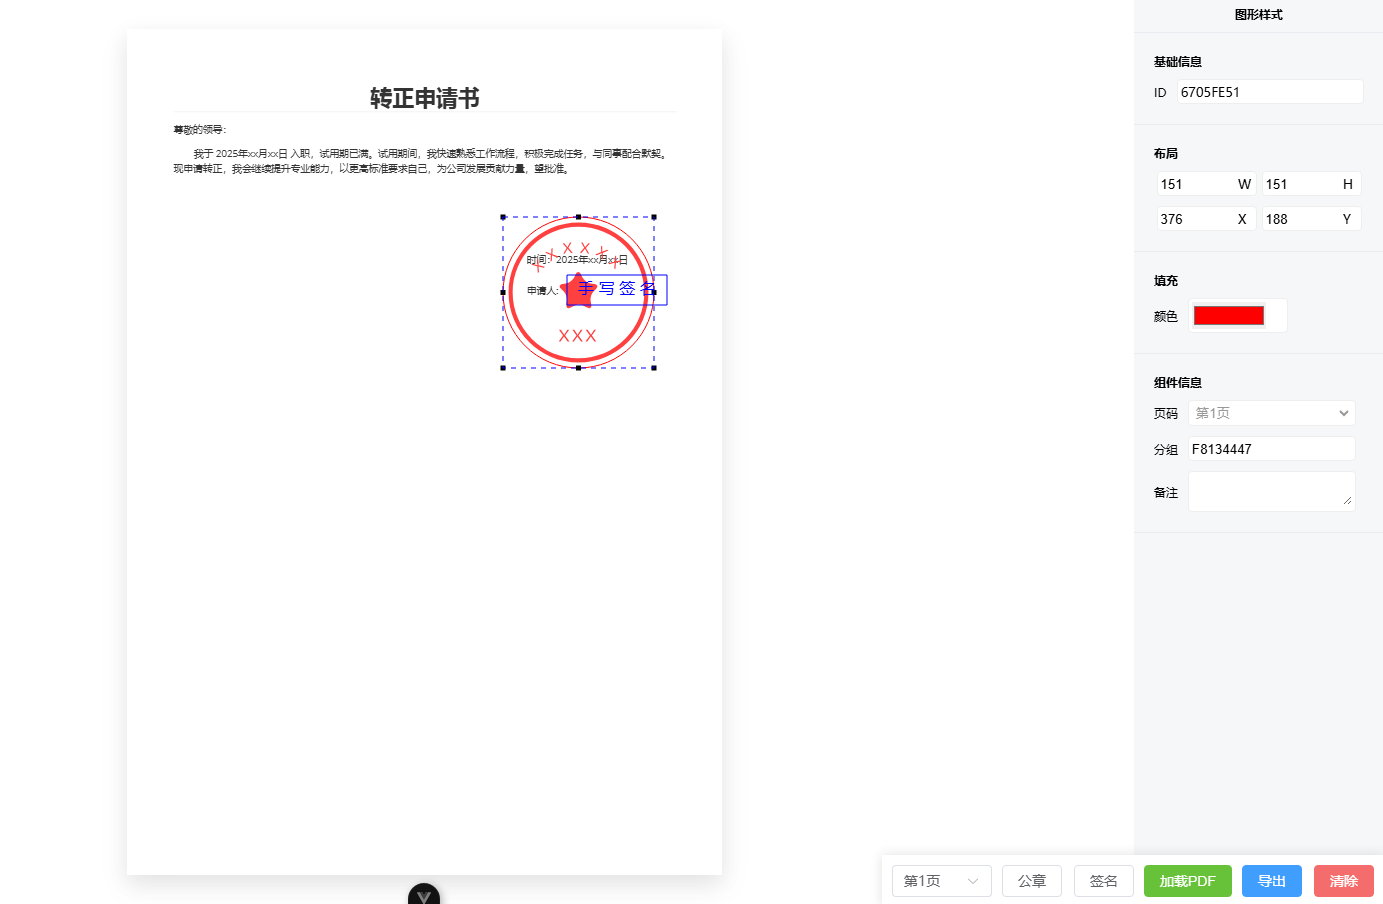 转正申请书
尊敬的领导：
我于 2025年xx月xx日 入职，试用期已满。试用期间，我快速熟悉工作流程，积极完成任务，与同事配合默契。
现申请转正，我会继续提升专业能力，以更高标准要求自己，为公司发展贡献力量，望批准。
XXXXXX
时间：2025年xx月xx日
申请人：
手写签名
XXX
图形样式
基础信息
ID 6705FE51
布局
151 W 151 H
376 X 188 Y
填充
颜色
组件信息
页码 第1页
分组 F8134447
备注
第1页 公章 签名 加载PDF 导出 清除